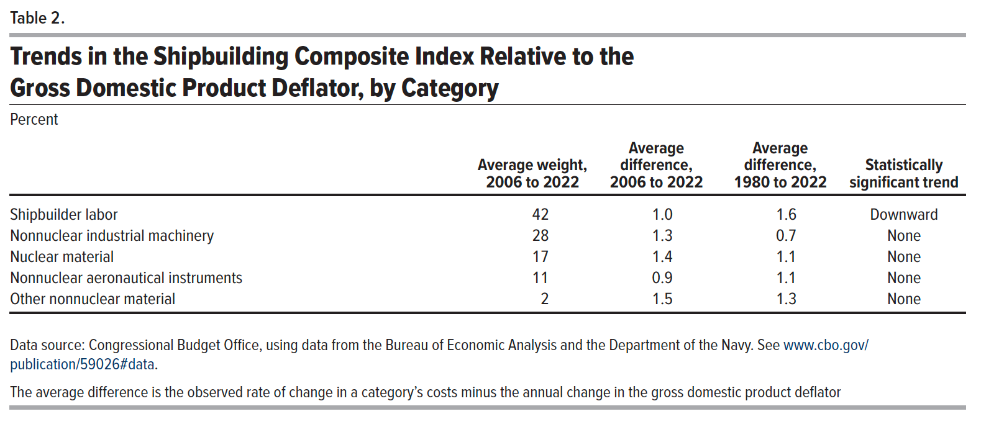 Table 2.
Trends in the Shipbuilding Composite Index Relative to the
Gross Domestic Product Deflator, by Category
Percent
Average weight, 2006 to 2022 Average difference, 2006 to 2022 Average difference, 1980 to 2022 Statistically significant trend
Shipbuilder labor 42 1.0 1.6 Downward
Nonnuclear industrial machinery 28 1.3 0.7 None
Nuclear material 17 1.4 1.1 None
Nonnuclear aeronautical instruments 11 0.9 1.1 None
Other nonnuclear material 2 1.5 1.3 None
Data source: Congressional Budget Office, using data from the Bureau of Economic Analysis and the Department of the Navy. See www.cbo.gov/
publication/59026#data.
The average difference is the observed rate of change in a category's costs minus the annual change in the gross domestic product deflator